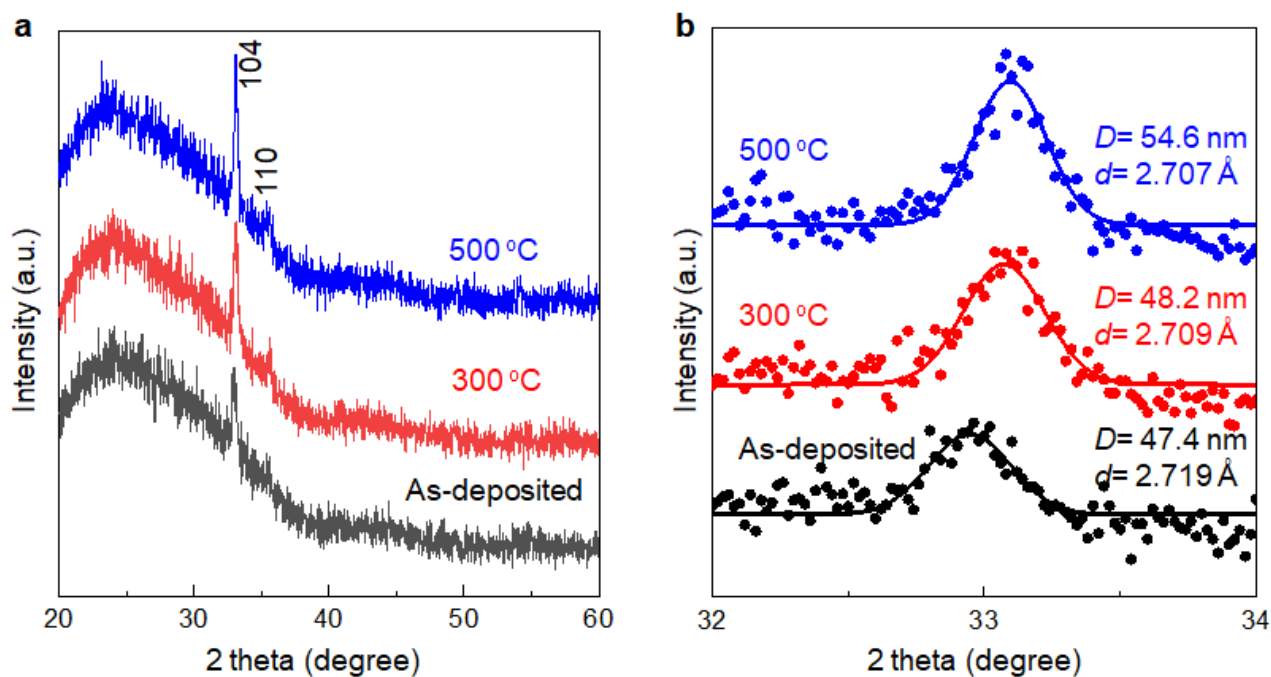 a
104
110
500 °C
300 °C
As-deposited
Intensity (a.u.)
20 30 40 50 60
2 theta (degree)
b
500 °C
D= 54.6 nm
d= 2.707 Å
300 °C
D= 48.2 nm
d= 2.709 Å
As-deposited
D= 47.4 nm
d= 2.719 Å
Intensity (a.u.)
32 33 34
2 theta (degree)